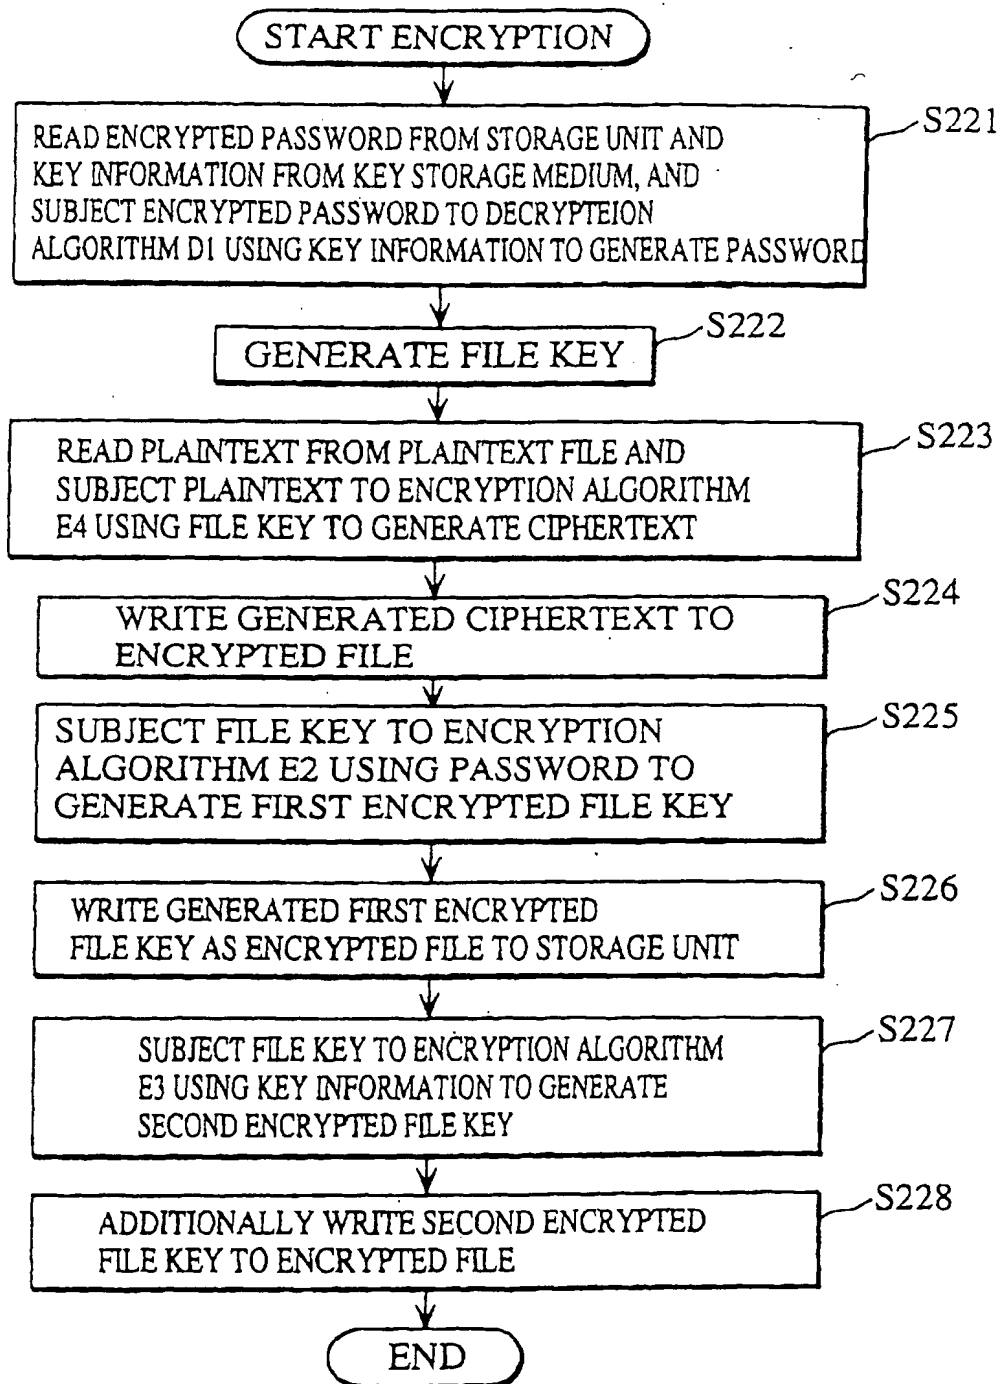 START ENCRYPTION
S221
READ ENCRYPTED PASSWORD FROM STORAGE UNIT AND
KEY INFORMATION FROM KEY STORAGE MEDIUM, AND
SUBJECT ENCRYPTED PASSWORD TO DECRYPTEION
ALGORITHM D1 USING KEY INFORMATION TO GENERATE PASSWORD
S222
GENERATE FILE KEY
S223
READ PLAINTEXT FROM PLAINTEXT FILE AND
SUBJECT PLAINTEXT TO ENCRYPTION ALGORITHM
E4 USING FILE KEY TO GENERATE CIPHERTEXT
S224
WRITE GENERATED CIPHERTEXT TO
ENCRYPTED FILE
S225
SUBJECT FILE KEY TO ENCRYPTION
ALGORITHM E2 USING PASSWORD TO
GENERATE FIRST ENCRYPTED FILE KEY
S226
WRITE GENERATED FIRST ENCRYPTED
FILE KEY AS ENCRYPTED FILE TO STORAGE UNIT
S227
SUBJECT FILE KEY TO ENCRYPTION ALGORITHM
E3 USING KEY INFORMATION TO GENERATE
SECOND ENCRYPTED FILE KEY
S228
ADDITIONALLY WRITE SECOND ENCRYPTED
FILE KEY TO ENCRYPTED FILE
END